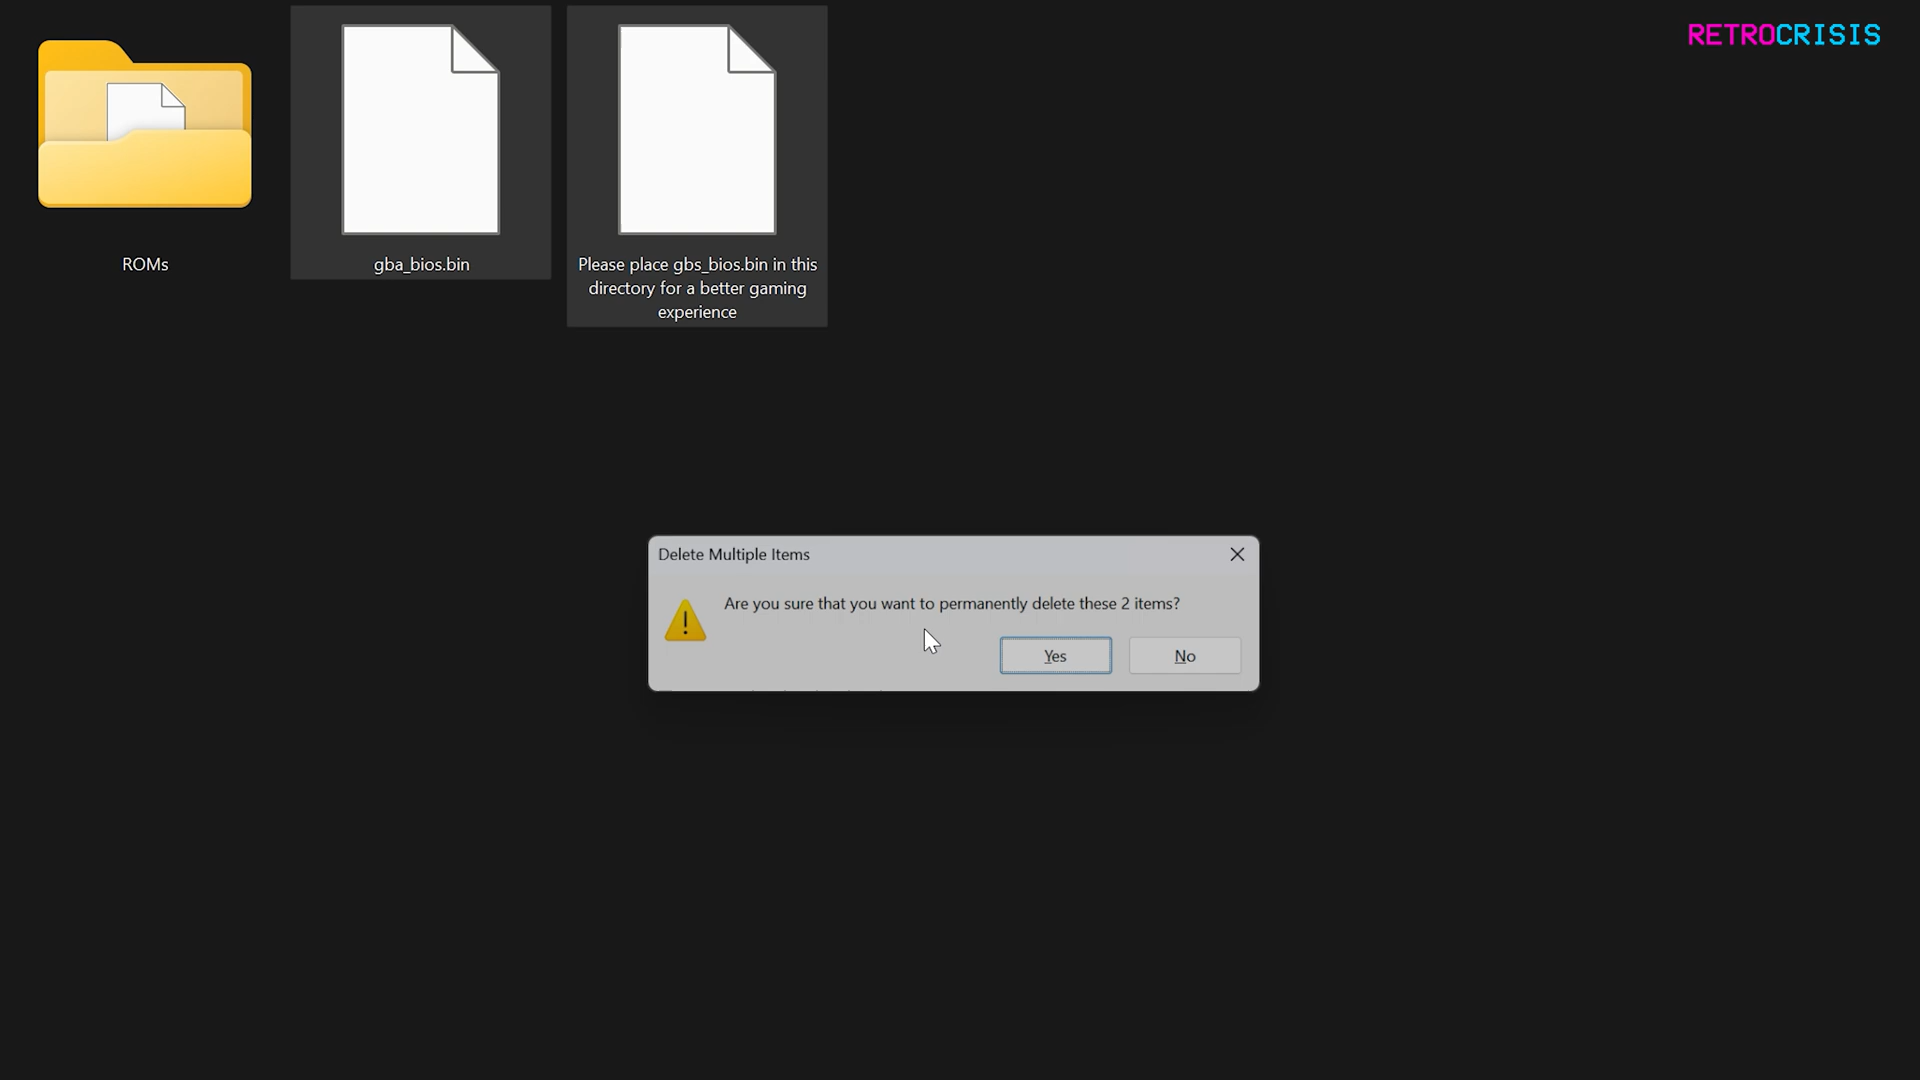 RETROCRISIS
ROMs
gba_bios.bin
Please place gbs_bios.bin in this
directory for a better gaming
experience
Delete Multiple Items
Are you sure that you want to permanently delete these 2 items?
Yes
No